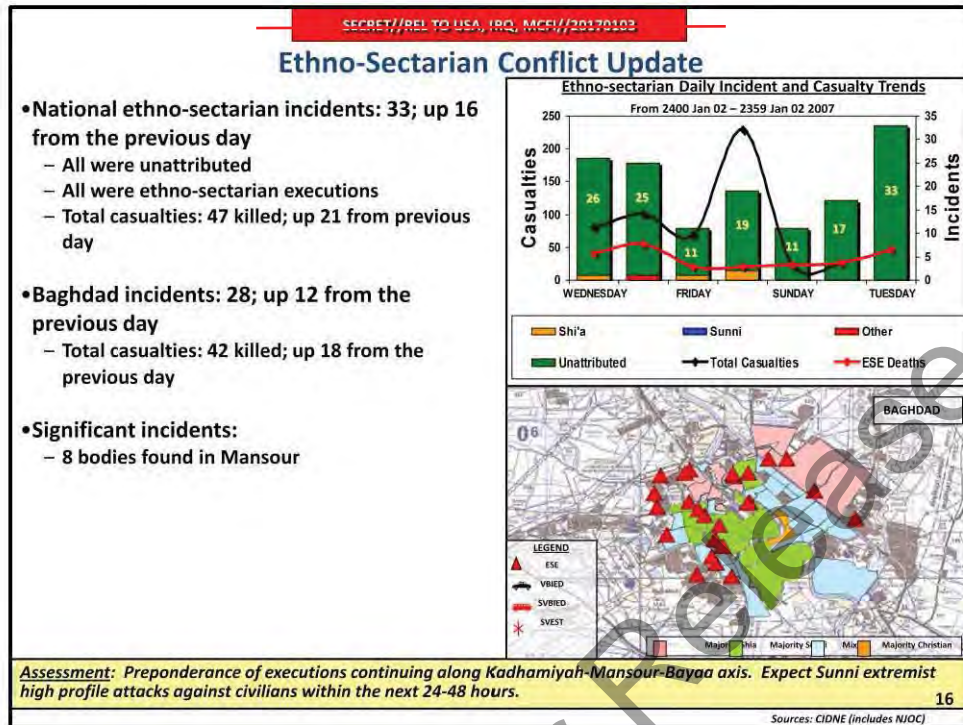 SECRET//REL TO USA, IRQ, MCFI//20170103
Ethno-Sectarian Conflict Update
•National ethno-sectarian incidents: 33; up 16
from the previous day
– All were unattributed
– All were ethno-sectarian executions
– Total casualties: 47 killed; up 21 from previous
day
•Baghdad incidents: 28; up 12 from the
previous day
– Total casualties: 42 killed; up 18 from the
previous day
•Significant incidents:
– 8 bodies found in Mansour
Ethno-sectarian Daily Incident and Casualty Trends
From 2400 Jan 02 – 2359 Jan 02 2007
250
200
150
100
50
0
Casualties
26
25
11
19
11
17
33
35
30
25
20
15
10
5
0
Incidents
WEDNESDAY FRIDAY SUNDAY TUESDAY
Shi'a Sunni Other
Unattributed Total Casualties ESE Deaths
BAGHDAD
06
LEGEND
ESE
VBIED
SVBIED
SVEST
Majority Christian
Assessment: Preponderance of executions continuing along Kadhamiyah-Mansour-Bayaa axis. Expect Sunni extremist
high profile attacks against civilians within the next 24-48 hours.
16
Sources: CIDNE (includes NJOC)
Release